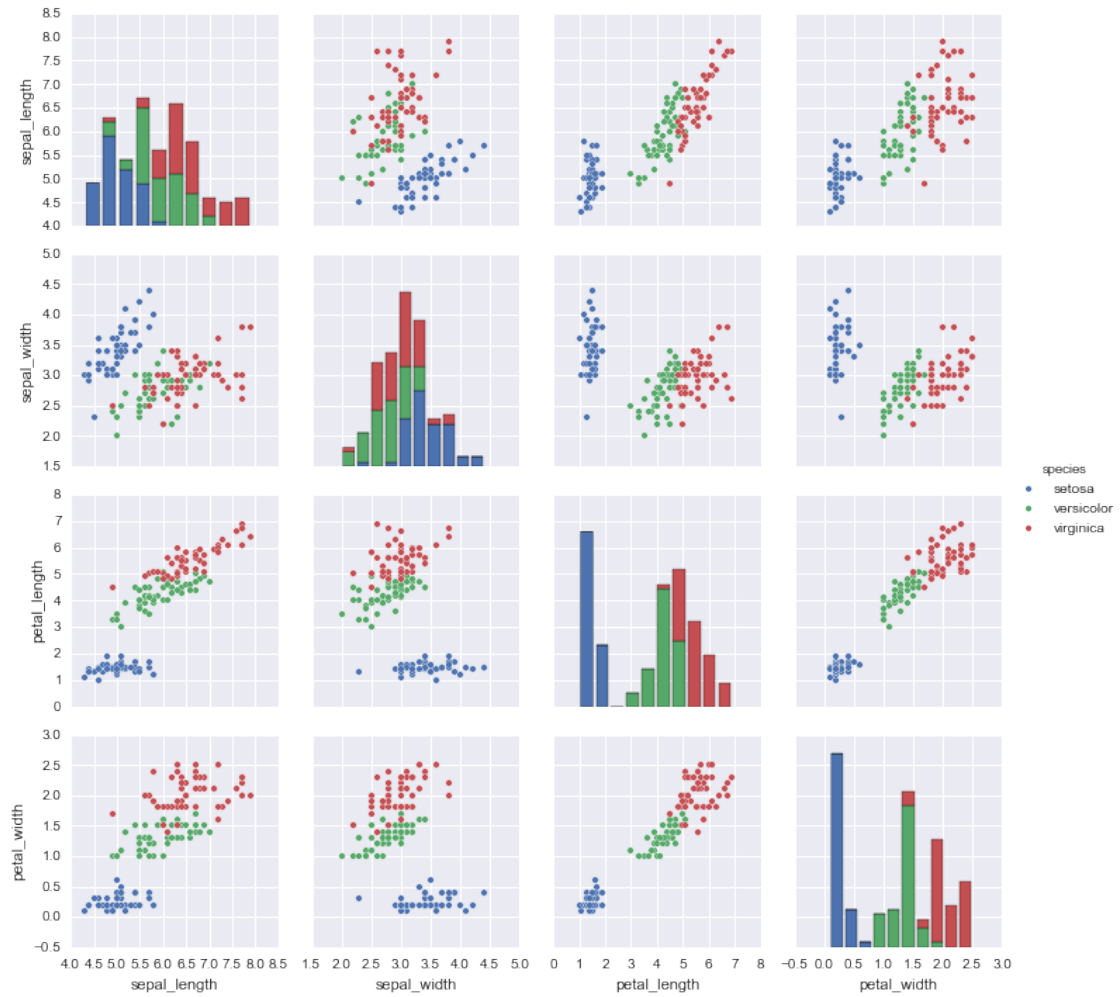 8.5
8.0
7.5
7.0
6.5
6.0
5.5
5.0
4.5
4.0
sepal_length
5.0
4.5
4.0
3.5
3.0
2.5
2.0
1.5
sepal_width
species
setosa
versicolor
virginica
8
7
6
5
4
3
2
1
0
petal_length
3.0
2.5
2.0
1.5
1.0
0.5
0.0
−0.5
petal_width
4.0 4.5 5.0 5.5 6.0 6.5 7.0 7.5 8.0 8.5
1.5 2.0 2.5 3.0 3.5 4.0 4.5 5.0
0 1 2 3 4 5 6 7 8
−0.5 0.0 0.5 1.0 1.5 2.0 2.5 3.0
sepal_length
sepal_width
petal_length
petal_width